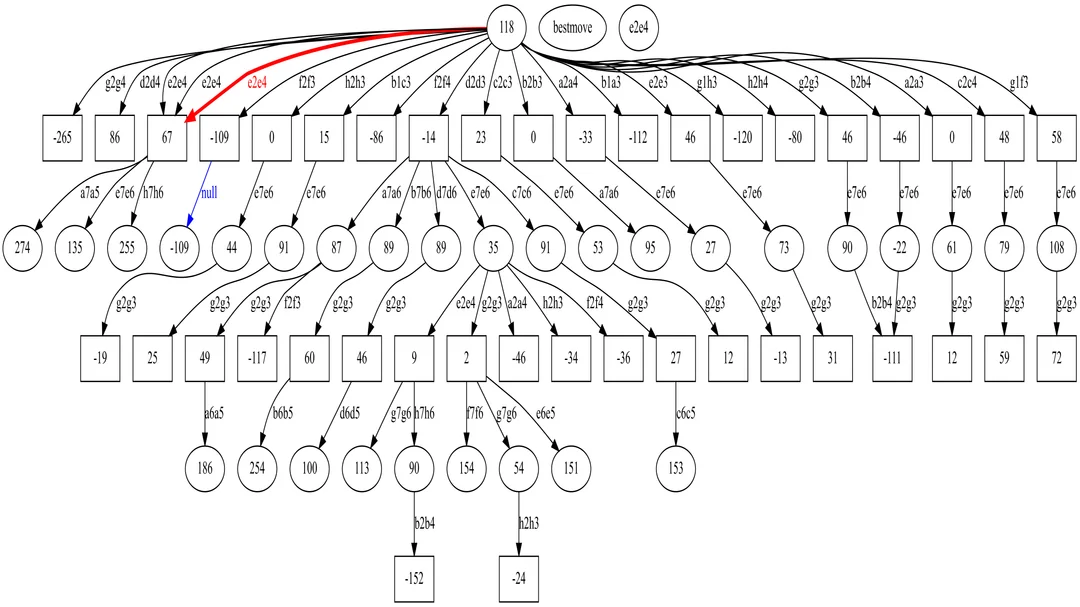 118 bestmove e2e4
g2g4 d2d4 e2e4 e2e4 e2e4 f2f3 h2h3 b1c3 f2f4 d2d3 c2c3 b2b3 a2a4 b1a3 e2e3 g1h3 h2h4 g2g3 b2b4 a2a3 c2c4 g1f3
-265 86 67 -109 0 15 -86 -14 23 0 -33 -112 46 -120 -80 46 -46 0 48 58
a7a5 e7e6 h7h6 null e7e6 e7e6 a7a6 b7b6 d7d6 e7e6 c7c6 e7e6 a7a6 e7e6 e7e6 e7e6 e7e6 e7e6 e7e6 e7e6
274 135 255 -109 44 91 87 89 89 35 91 53 95 27 73 90 -22 61 79 108
g2g3 g2g3 g2g3 f2f3 g2g3 g2g3 e2e4 g2g3 a2a4 h2h3 f2f4 g2g3 g2g3 g2g3 g2g3 b2b4 g2g3 g2g3 g2g3 g2g3
-19 25 49 -117 60 46 9 2 -46 -34 -36 27 12 -13 31 -111 12 59 72
a6a5 b6b5 d6d5 g7g6 h7h6 f7f6 g7g6 e6e5 c6c5
186 254 100 113 90 154 54 151 153
b2b4 h2h3
-152 -24